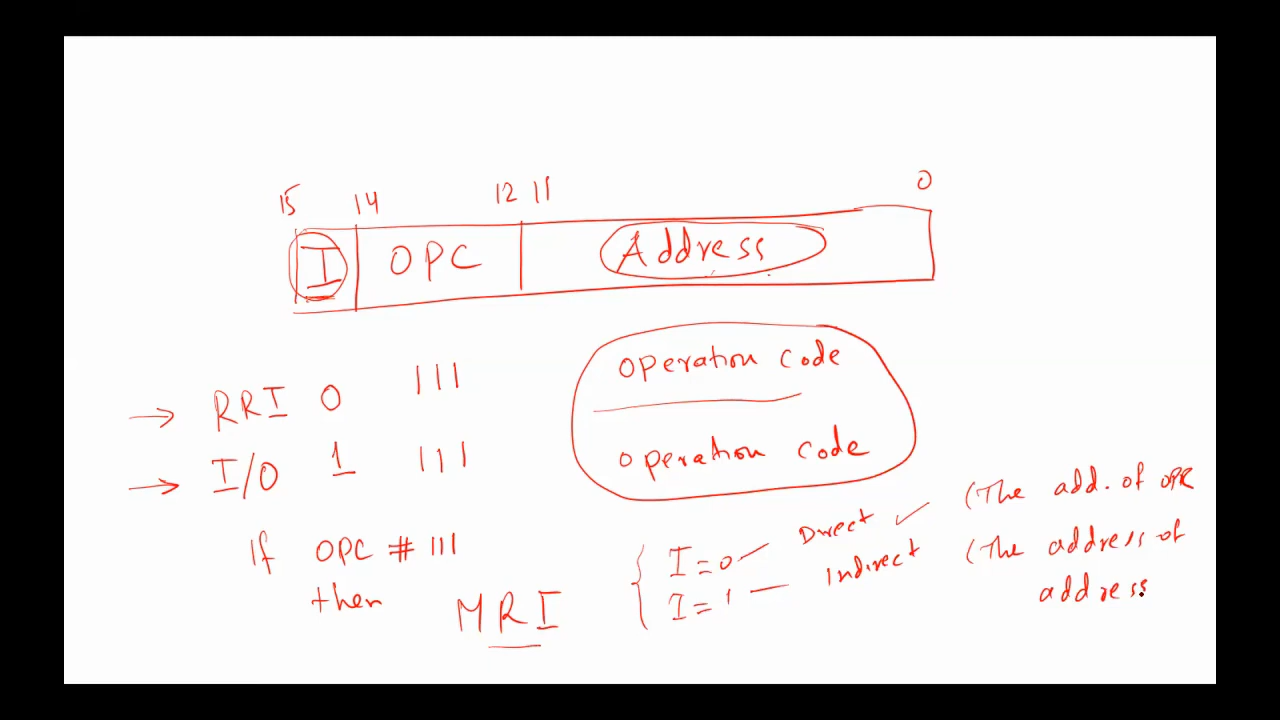 15 14 12 11 0
I OPC Address
RRI 0 111 operation code
I/O 1 111 operation code
If OPC # 111
then MRI
I=0 — Direct ✓ (The add. of OPR
I=1 — Indirect (The address of
address